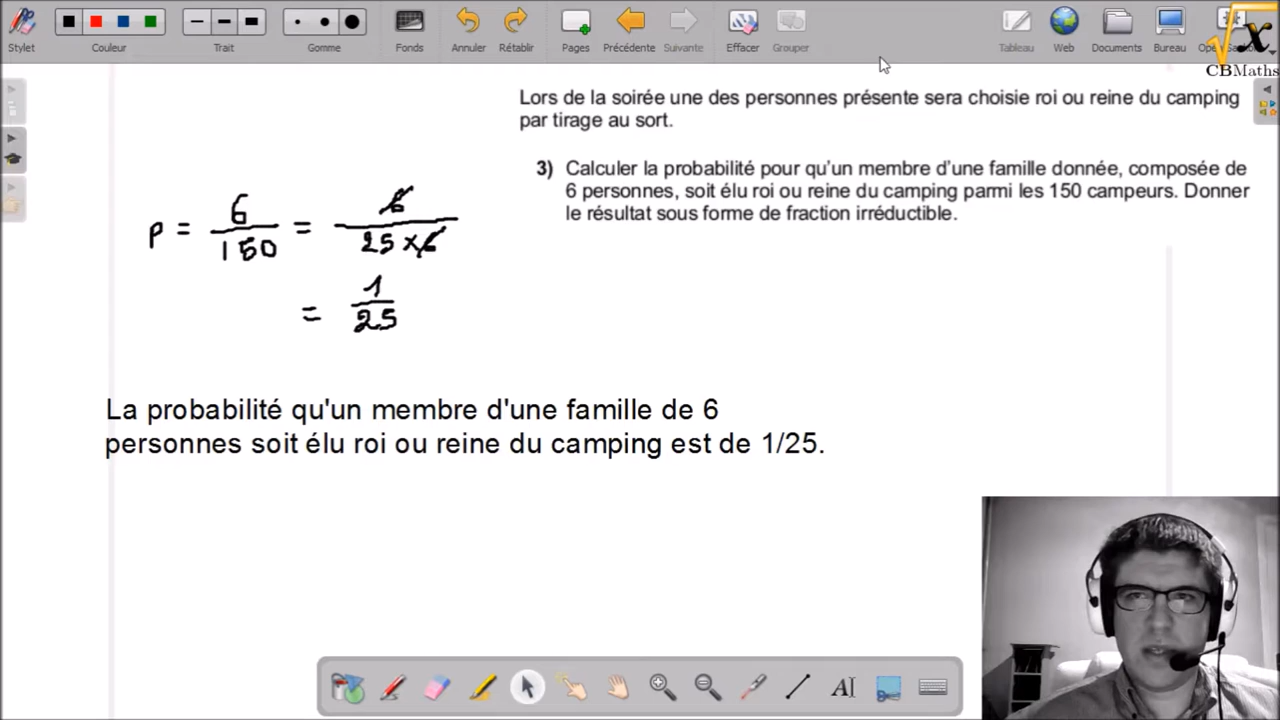 Stylet Couleur Trait Gomme Fonds Annuler Rétablir Pages Précédente Suivante Effacer Grouper Tableau Web Documents Bureau
CBMaths
Lors de la soirée une des personnes présente sera choisie roi ou reine du camping
par tirage au sort.
3) Calculer la probabilité pour qu'un membre d'une famille donnée, composée de
6 personnes, soit élu roi ou reine du camping parmi les 150 campeurs. Donner
le résultat sous forme de fraction irréductible.
p = 6/150 = 6/(25×6)
= 1/25
La probabilité qu'un membre d'une famille de 6
personnes soit élu roi ou reine du camping est de 1/25.